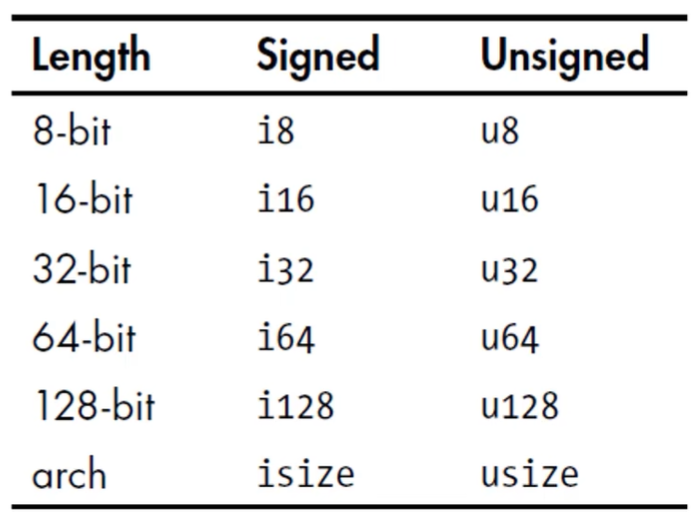 Length Signed Unsigned
8-bit i8 u8
16-bit i16 u16
32-bit i32 u32
64-bit i64 u64
128-bit i128 u128
arch isize usize